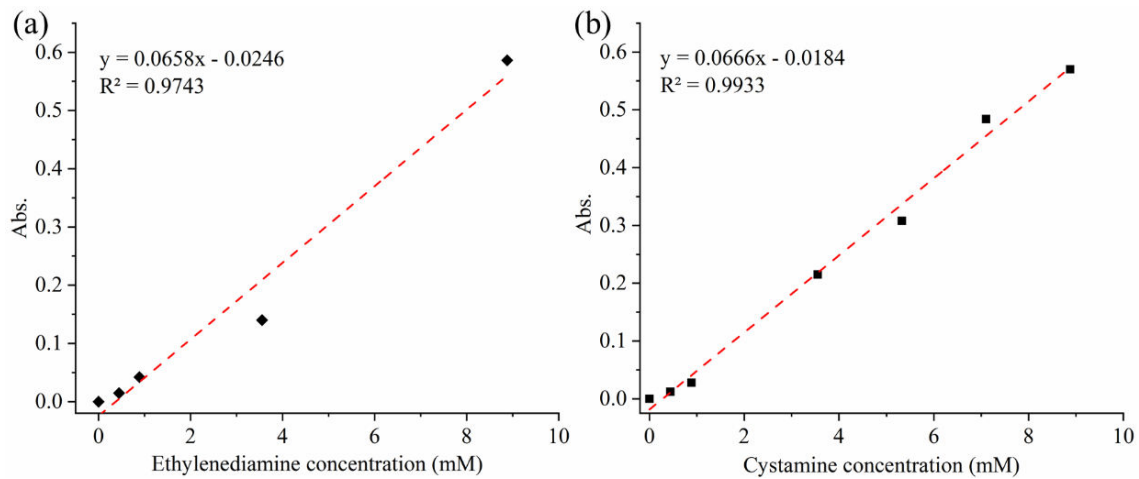 (a)
y = 0.0658x - 0.0246
R² = 0.9743
0.6
0.5
0.4
0.3
0.2
0.1
0.0
Abs.
0 2 4 6 8 10
Ethylenediamine concentration (mM)
(b)
y = 0.0666x - 0.0184
R² = 0.9933
0.6
0.5
0.4
0.3
0.2
0.1
0.0
Abs.
0 2 4 6 8 10
Cystamine concentration (mM)